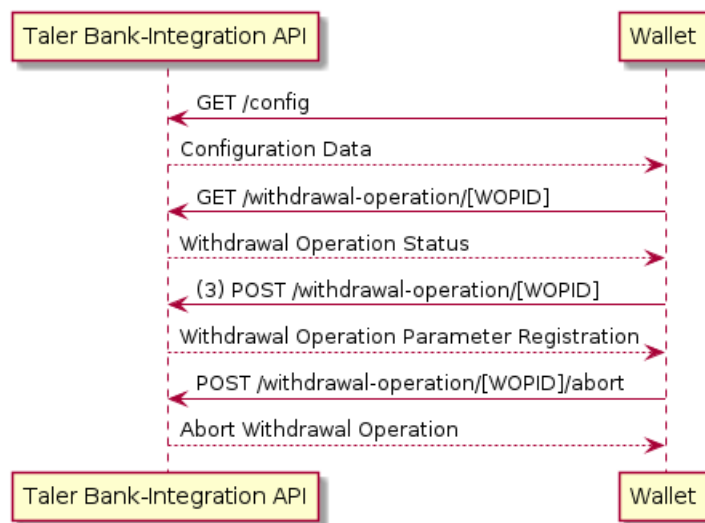 Taler Bank-Integration API
Wallet
GET /config
Configuration Data
GET /withdrawal-operation/[WOPID]
Withdrawal Operation Status
(3) POST /withdrawal-operation/[WOPID]
Withdrawal Operation Parameter Registration
POST /withdrawal-operation/[WOPID]/abort
Abort Withdrawal Operation
Taler Bank-Integration API
Wallet